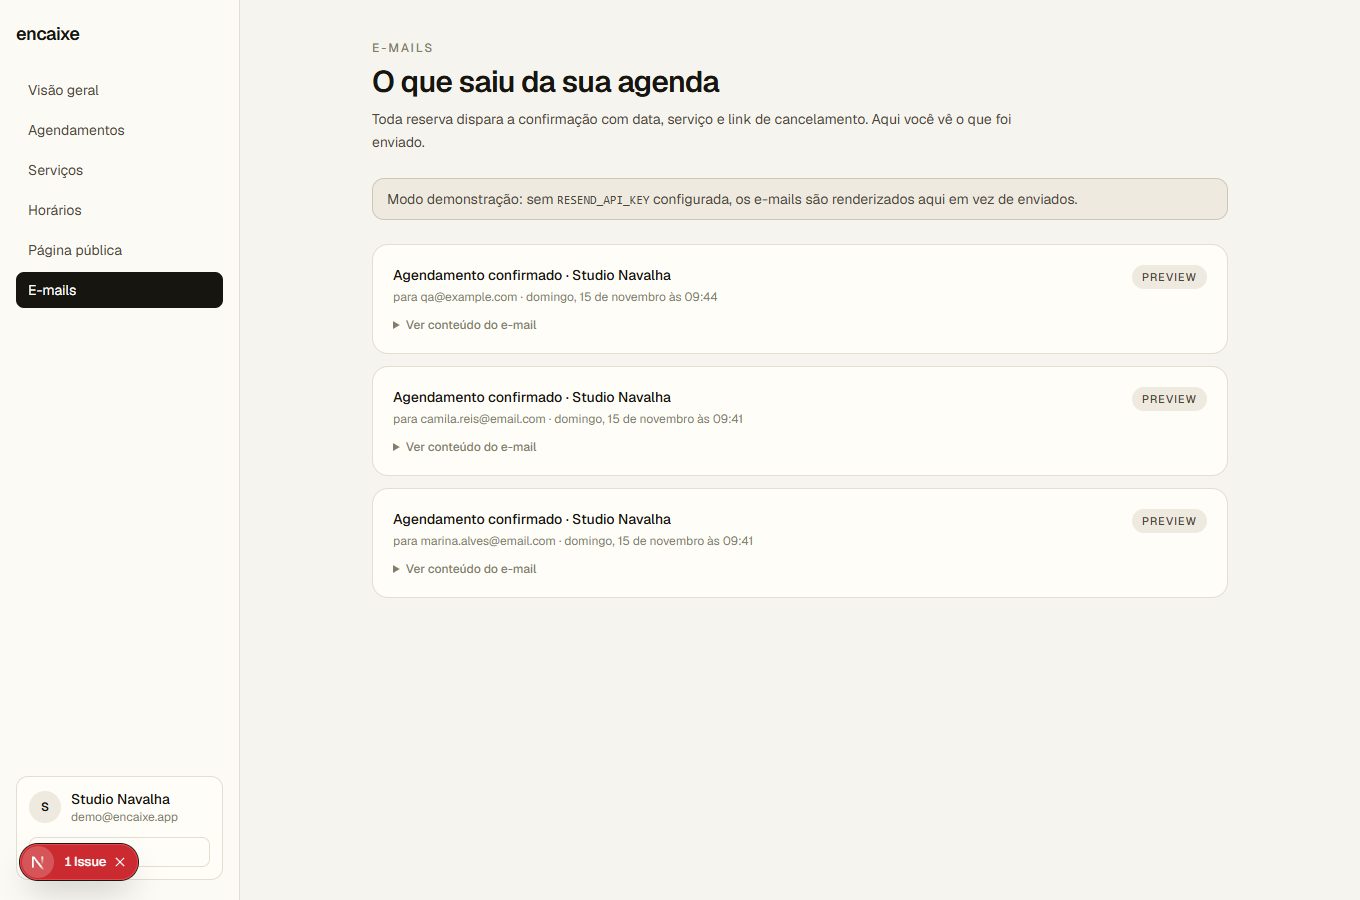 encaixe
Visão geral
Agendamentos
Serviços
Horários
Página pública
E-mails
Studio Navalha
S
demo@encaixe.app
N
1 Issue
E-MAILS
O que saiu da sua agenda
Toda reserva dispara a confirmação com data, serviço e link de cancelamento. Aqui você vê o que foi
enviado.
Modo demonstração: sem RESEND_API_KEY configurada, os e-mails são renderizados aqui em vez de enviados.
Agendamento confirmado · Studio Navalha
PREVIEW
para qa@example.com · domingo, 15 de novembro às 09:44
Ver conteúdo do e-mail
Agendamento confirmado · Studio Navalha
PREVIEW
para camila.reis@email.com · domingo, 15 de novembro às 09:41
Ver conteúdo do e-mail
Agendamento confirmado · Studio Navalha
PREVIEW
para marina.alves@email.com · domingo, 15 de novembro às 09:41
Ver conteúdo do e-mail